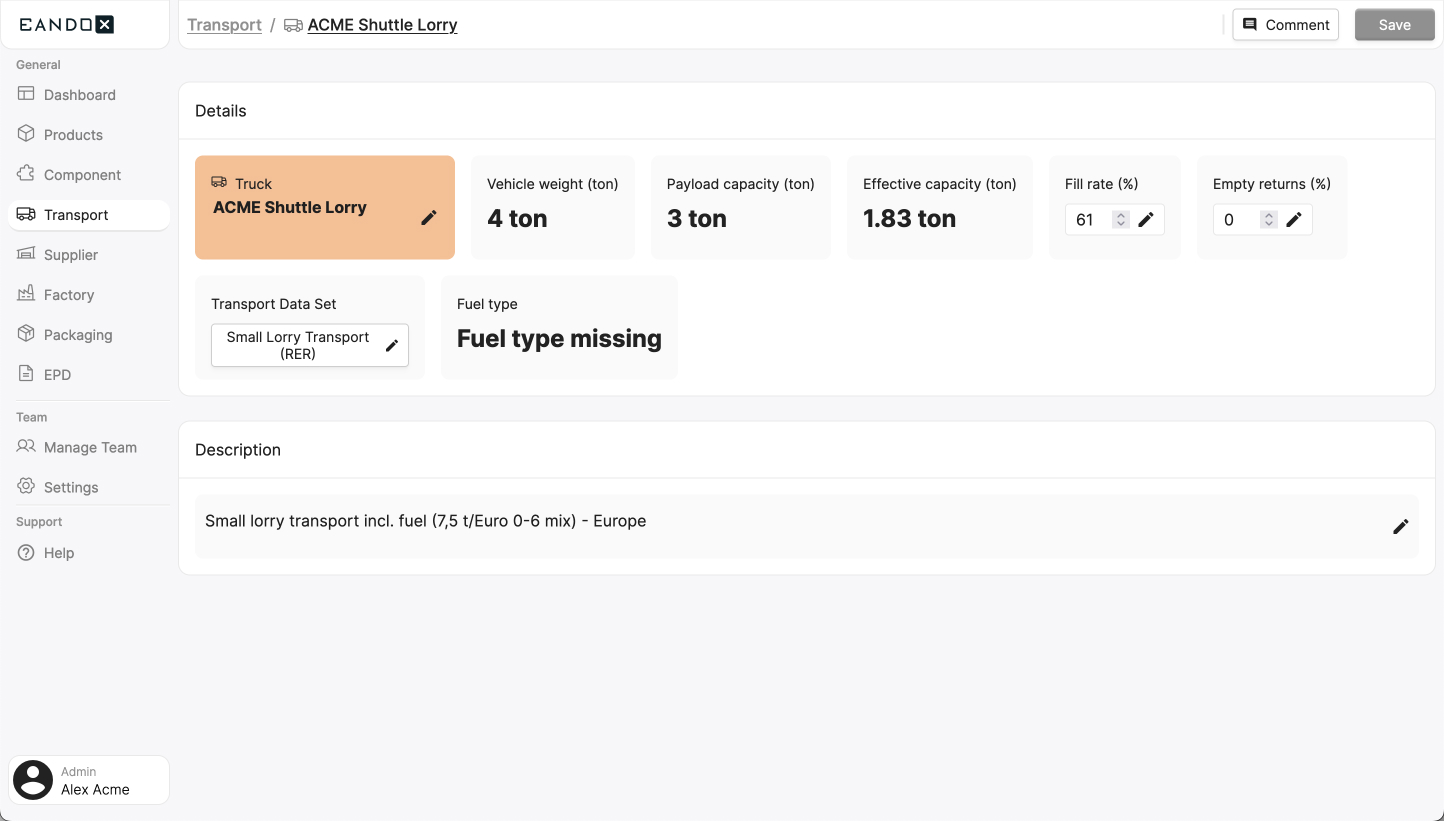 EANDOX
Transport / ACME Shuttle Lorry
Comment
Save
General
Dashboard
Products
Component
Transport
Supplier
Factory
Packaging
EPD
Team
Manage Team
Settings
Support
Help
Admin
Alex Acme
Details
Truck
ACME Shuttle Lorry
Vehicle weight (ton)
4 ton
Payload capacity (ton)
3 ton
Effective capacity (ton)
1.83 ton
Fill rate (%)
61
Empty returns (%)
0
Transport Data Set
Small Lorry Transport
(RER)
Fuel type
Fuel type missing
Description
Small lorry transport incl. fuel (7,5 t/Euro 0-6 mix) - Europe